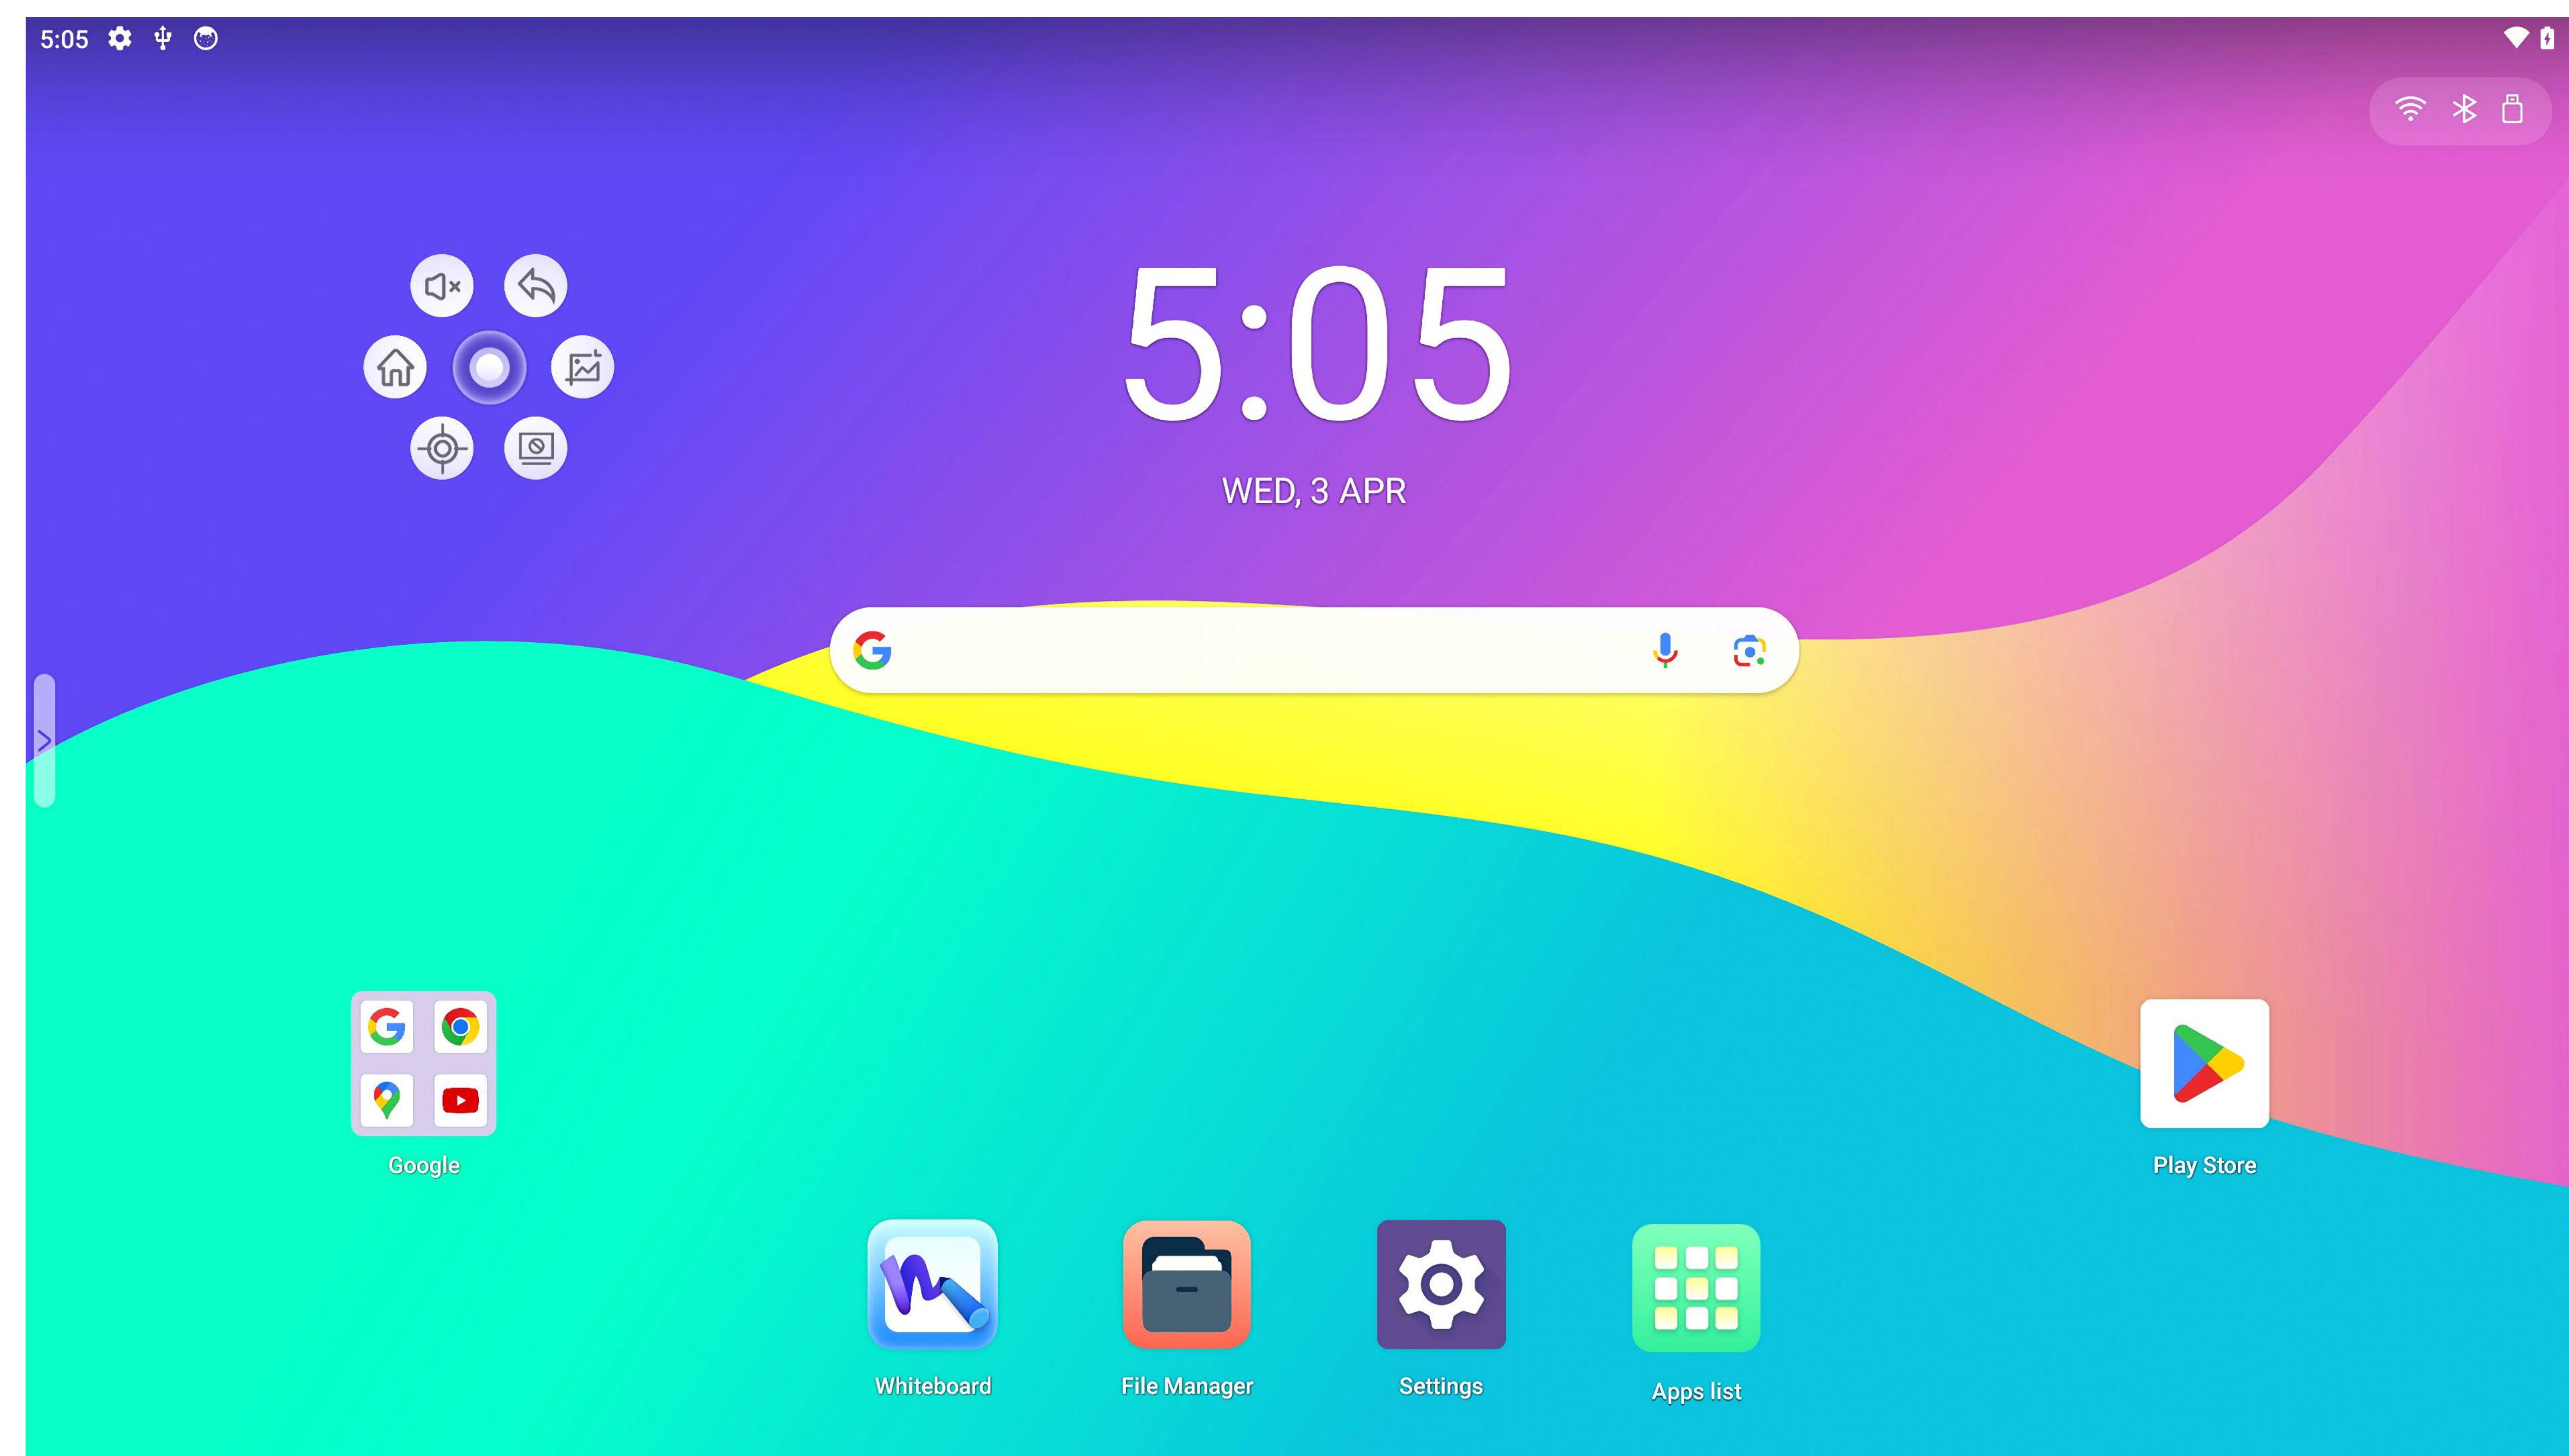 5:05
5:05
WED, 3 APR
Google
Play Store
Whiteboard
File Manager
Settings
Apps list